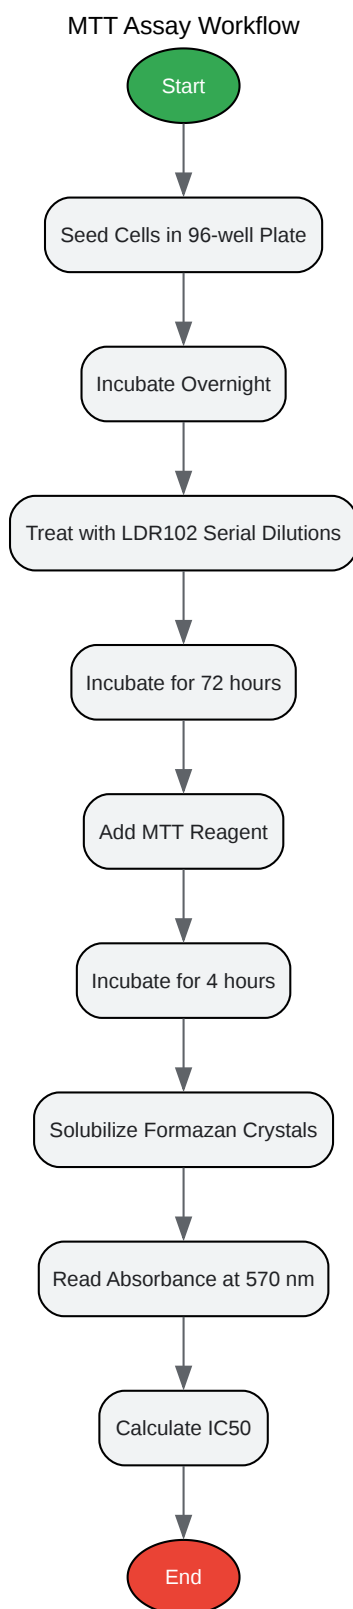 MTT Assay Workflow
Start
Seed Cells in 96-well Plate
Incubate Overnight
Treat with LDR102 Serial Dilutions
Incubate for 72 hours
Add MTT Reagent
Incubate for 4 hours
Solubilize Formazan Crystals
Read Absorbance at 570 nm
Calculate IC50
End